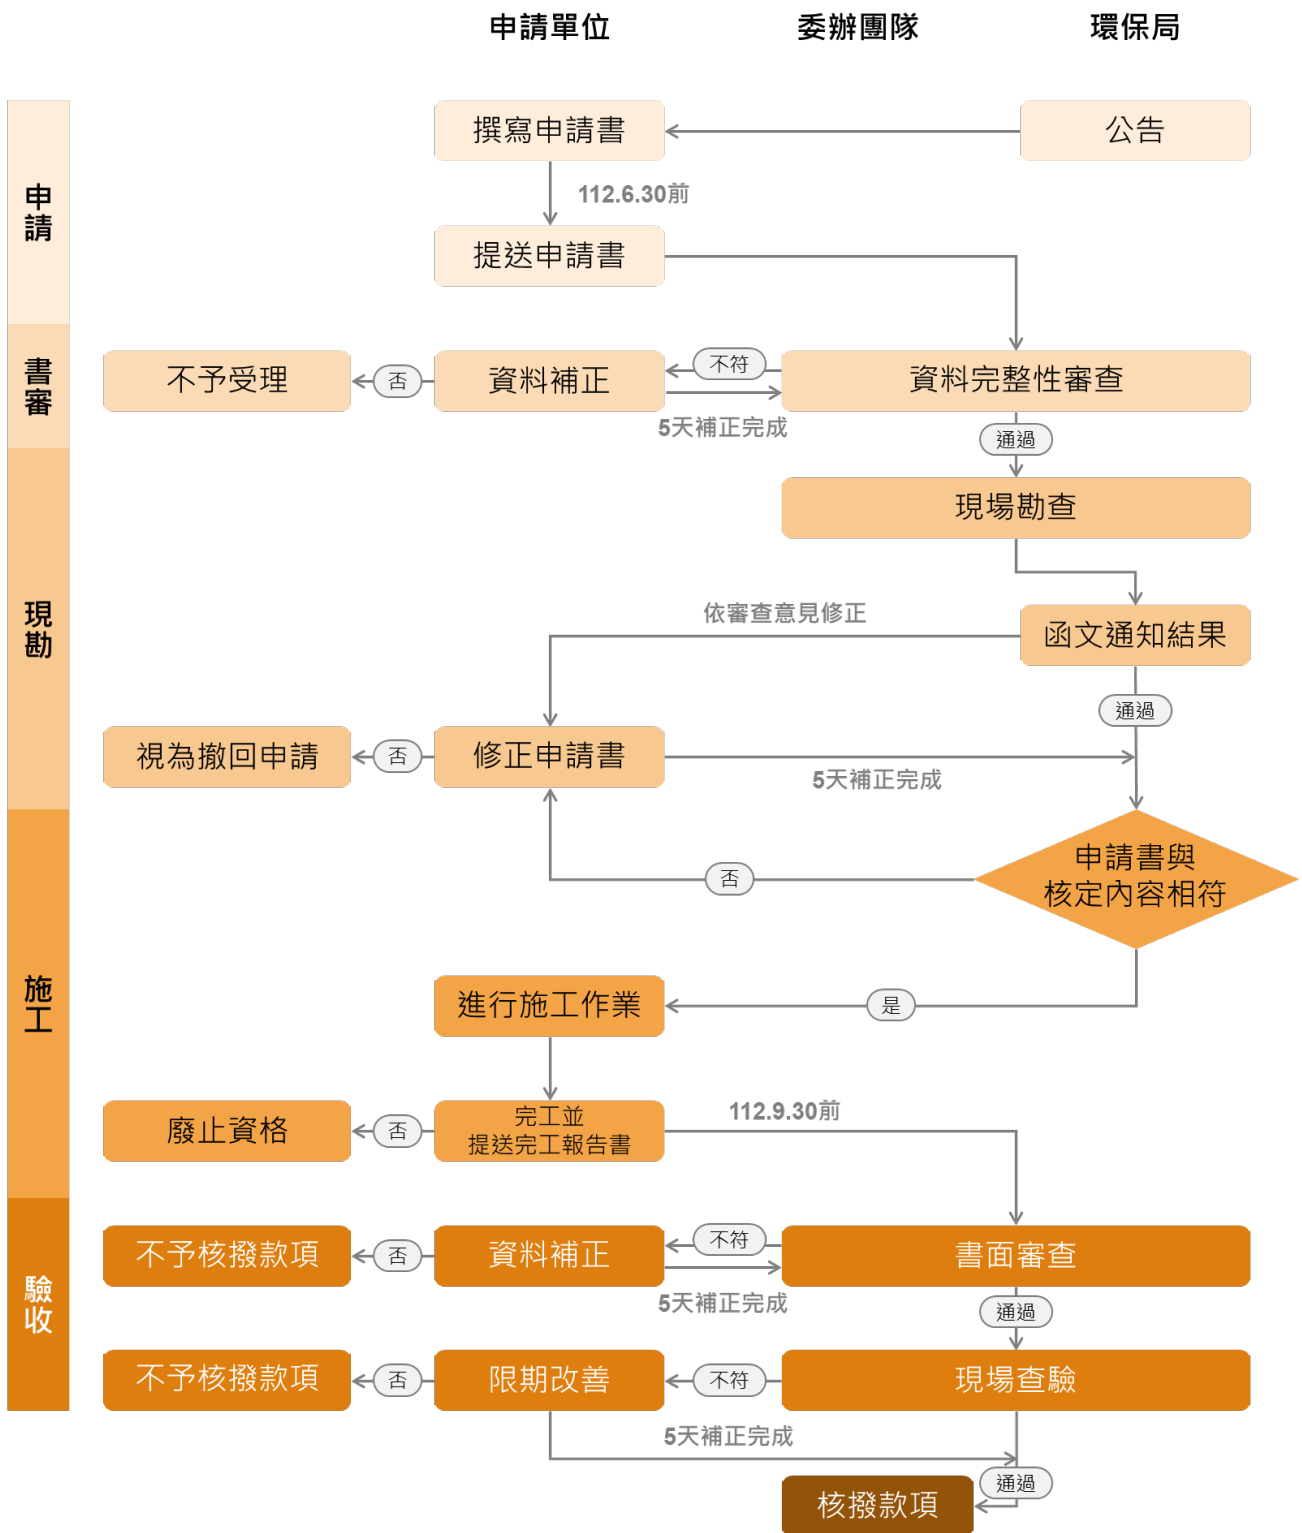 申請單位
委辦團隊
環保局
申請
撰寫申請書
公告
112.6.30前
提送申請書
書審
不予受理
否
資料補正
不符
資料完整性審查
5天補正完成
通過
現勘
現場勘查
依審查意見修正
函文通知結果
通過
視為撤回申請
否
修正申請書
5天補正完成
申請書與
核定內容相符
否
施工
進行施工作業
是
廢止資格
否
完工並
提送完工報告書
112.9.30前
驗收
不予核撥款項
否
資料補正
不符
書面審查
5天補正完成
通過
不予核撥款項
否
限期改善
不符
現場查驗
5天補正完成
通過
核撥款項